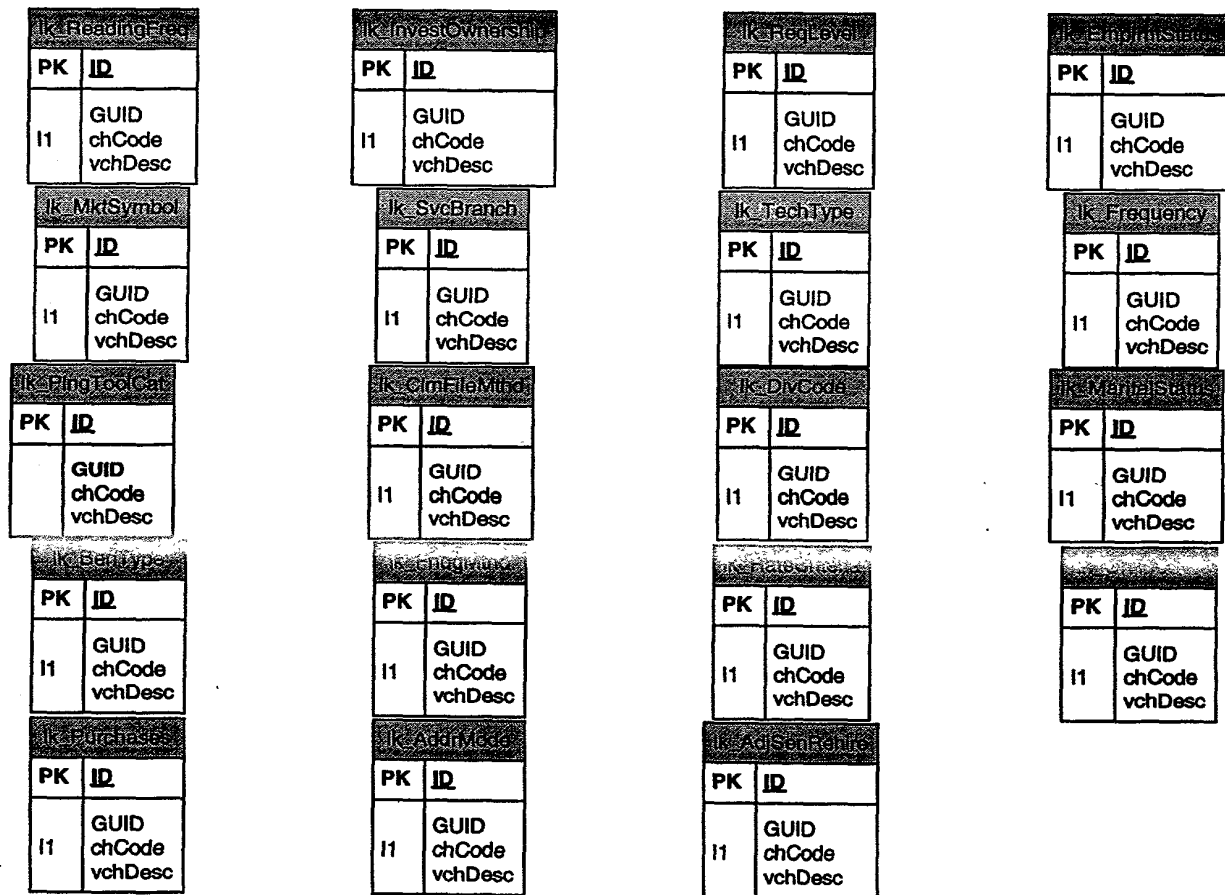 lk_ReadingFreq
PK ID
GUID
I1 chCode
vchDesc
lk_InvestOwnership
PK ID
GUID
I1 chCode
vchDesc
lk_ReqLevel
PK ID
GUID
I1 chCode
vchDesc
lk_EmplmtStatus
PK ID
GUID
I1 chCode
vchDesc
lk_MktSymbol
PK ID
GUID
I1 chCode
vchDesc
lk_SvcBranch
PK ID
GUID
I1 chCode
vchDesc
lk_TechType
PK ID
GUID
I1 chCode
vchDesc
lk_Frequency
PK ID
GUID
I1 chCode
vchDesc
lk_PlngToolCat
PK ID
GUID
chCode
vchDesc
lk_ClmFileMthd
PK ID
GUID
I1 chCode
vchDesc
lk_DivCode
PK ID
GUID
I1 chCode
vchDesc
lk_MaritalStatus
PK ID
GUID
I1 chCode
vchDesc
lk_BenType
PK ID
GUID
I1 chCode
vchDesc
PK ID
GUID
I1 chCode
vchDesc
PK ID
GUID
I1 chCode
vchDesc
PK ID
GUID
I1 chCode
vchDesc
lk_Purchases
PK ID
GUID
I1 chCode
vchDesc
lk_AddrMode
PK ID
GUID
I1 chCode
vchDesc
lk_AdjSenRehire
PK ID
GUID
I1 chCode
vchDesc